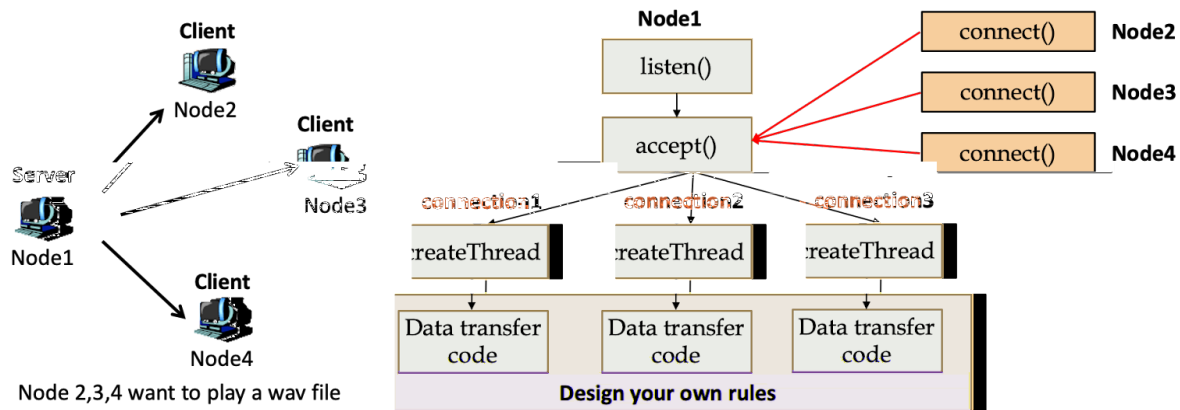 Client
Node2
Client
Node3
Server
Node1
Client
Node4
Node 2,3,4 want to play a wav file
Node1
listen()
accept()
connect()
Node2
connect()
Node3
connect()
Node4
connection1
connection2
connection3
createThread
createThread
createThread
Data transfer
code
Data transfer
code
Data transfer
code
Design your own rules